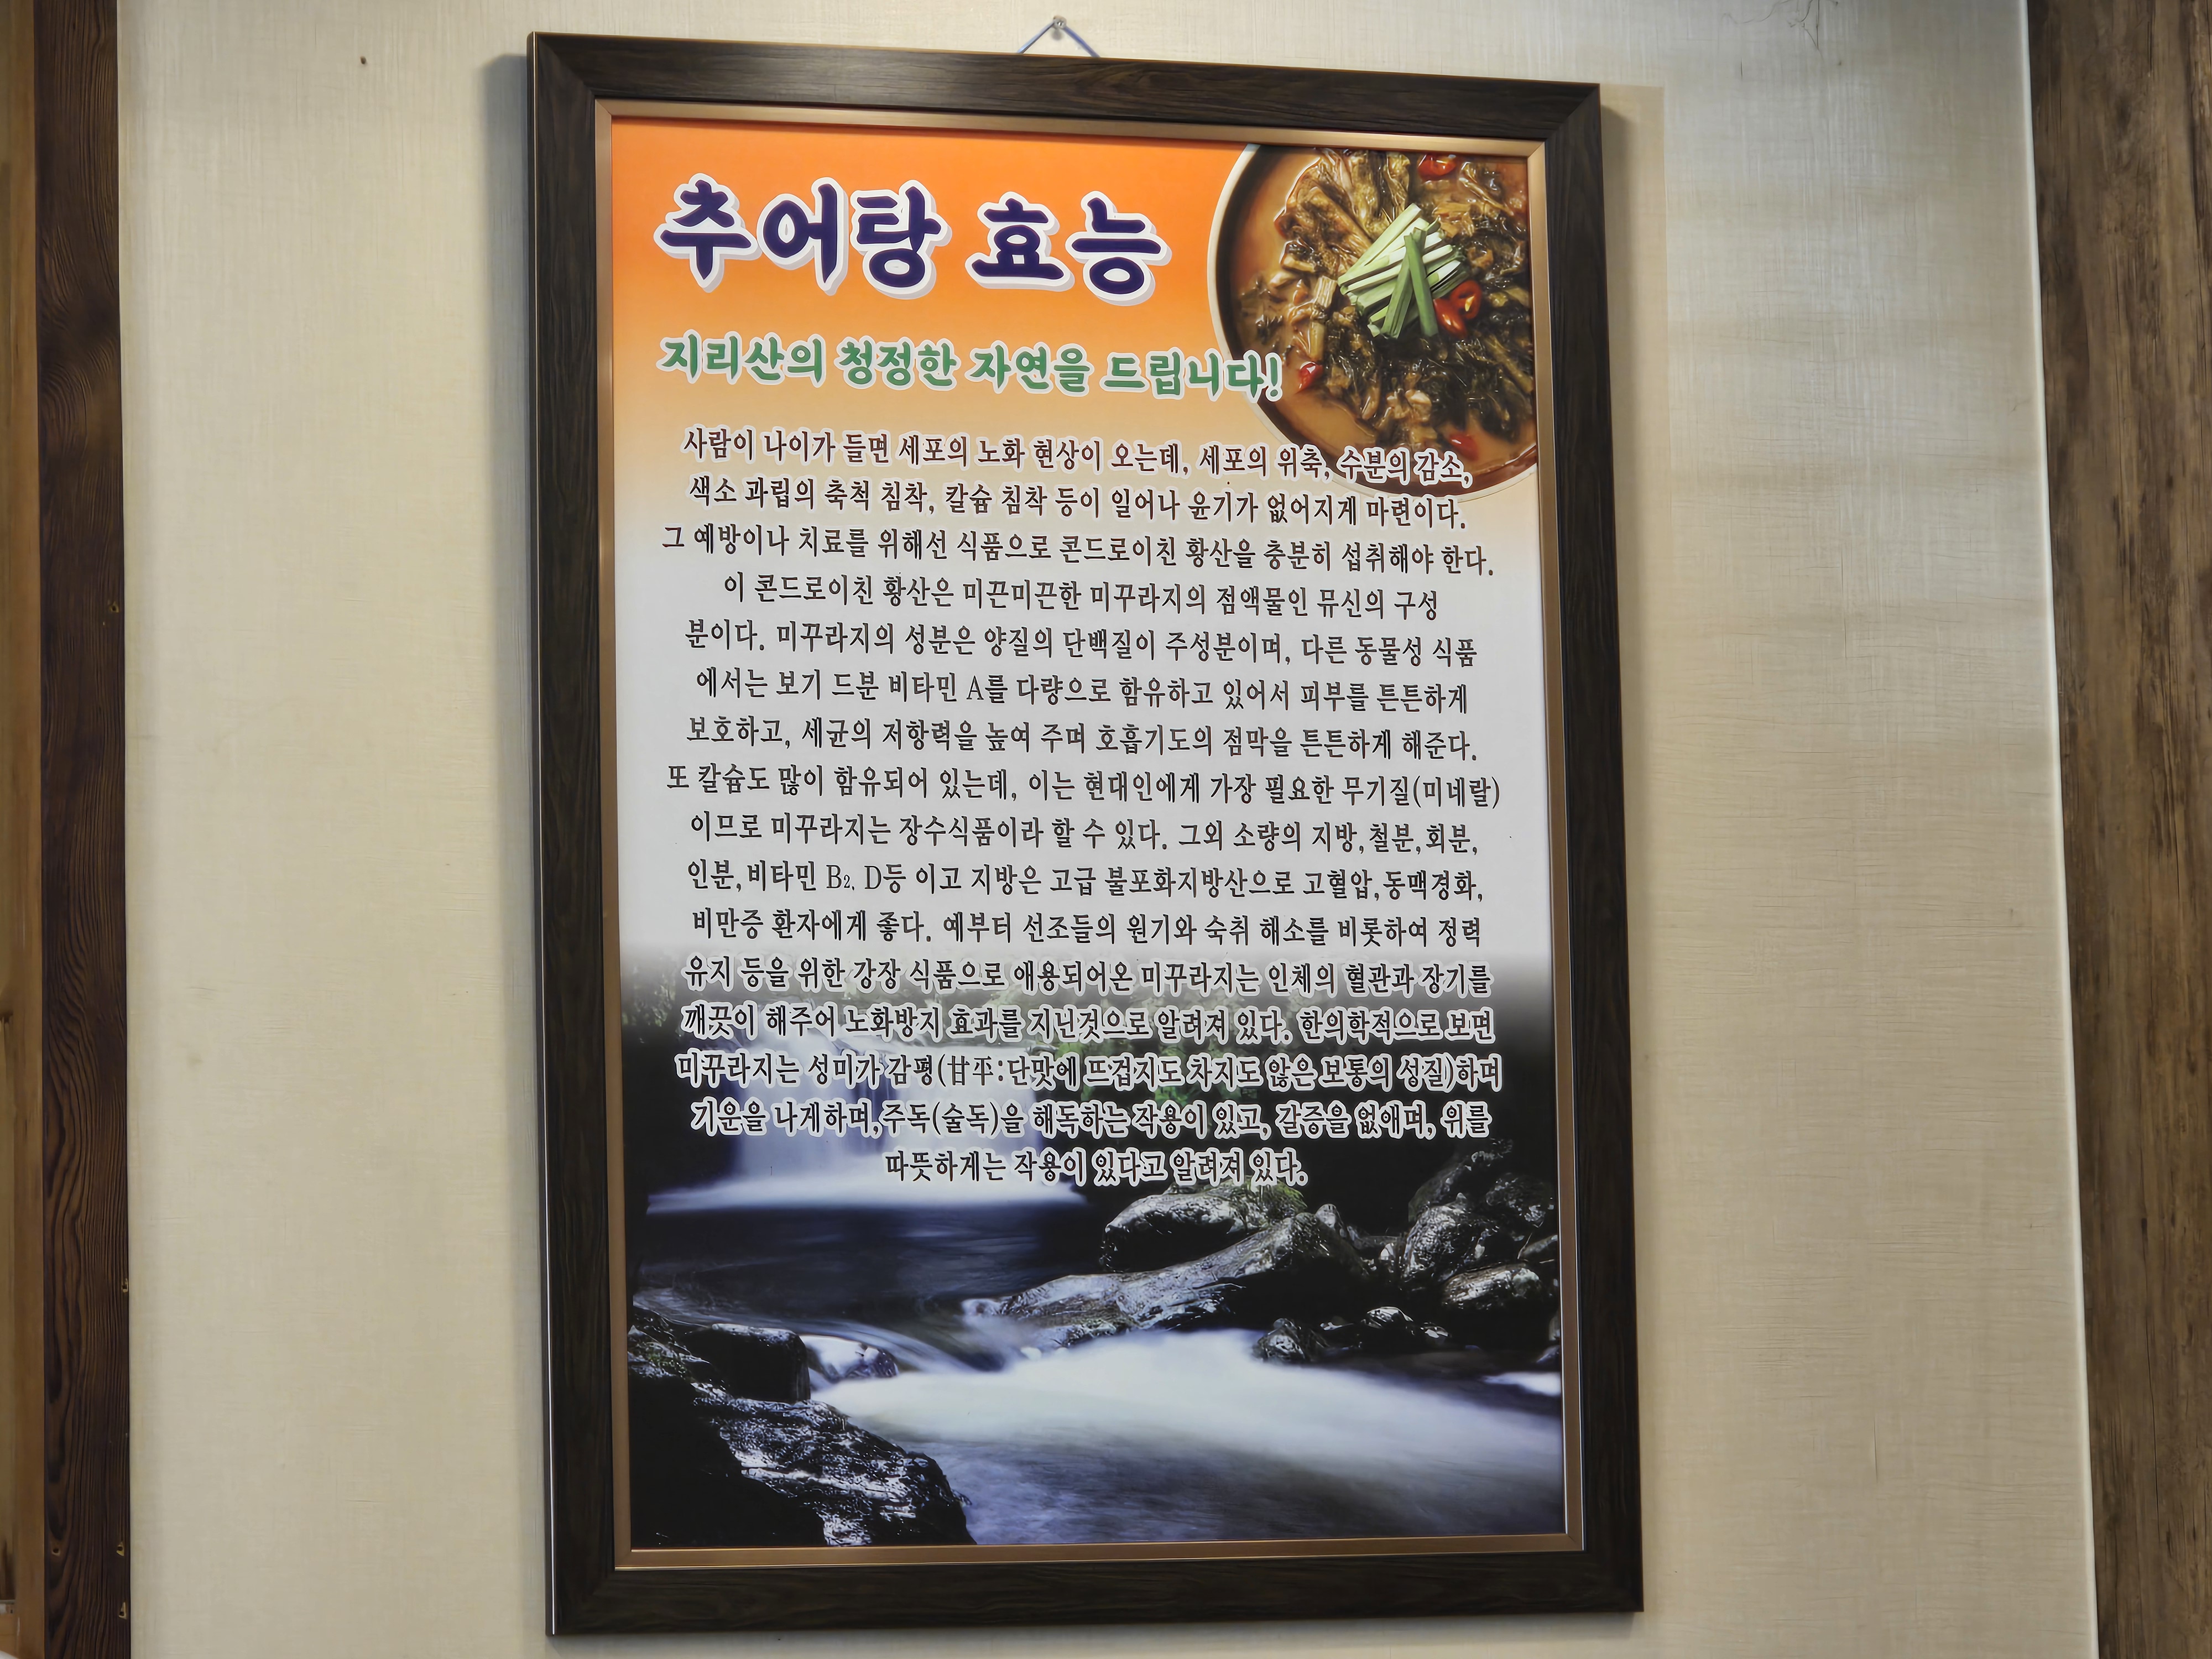 추어탕 효능
지리산의 청정한 자연을 드립니다!
사람이 나이가 들면 세포의 노화 현상이 오는데, 세포의 위축, 수분의 감소,
색소 과립의 축척 침착, 칼슘 침착 등이 일어나 윤기가 없어지게 마련이다.
그 예방이나 치료를 위해선 식품으로 콘드로이친 황산을 충분히 섭취해야 한다.
이 콘드로이친 황산은 미끈미끈한 미꾸라지의 점액물인 뮤신의 구성
분이다. 미꾸라지의 성분은 양질의 단백질이 주성분이며, 다른 동물성 식품
에서는 보기 드분 비타민 A를 다량으로 함유하고 있어서 피부를 튼튼하게
보호하고, 세균의 저항력을 높여 주며 호흡기도의 점막을 튼튼하게 해준다.
또 칼슘도 많이 함유되어 있는데, 이는 현대인에게 가장 필요한 무기질(미네랄)
이므로 미꾸라지는 장수식품이라 할 수 있다. 그외 소량의 지방,철분,회분,
인분,비타민 B₂, D등 이고 지방은 고급 불포화지방산으로 고혈압,동맥경화,
비만증 환자에게 좋다. 예부터 선조들의 원기와 숙취 해소를 비롯하여 정력
유지 등을 위한 강장 식품으로 애용되어온 미꾸라지는 인체의 혈관과 장기를
깨끗이 해주어 노화방지 효과를 지닌것으로 알려져 있다. 한의학적으로 보면
미꾸라지는 성미가 감평(甘平:단맛에 뜨겁지도 차지도 않은 보통의 성질)하며
기운을 나게하며,주독(술독)을 해독하는 작용이 있고, 갈증을 없애며, 위를
따뜻하게는 작용이 있다고 알려져 있다.